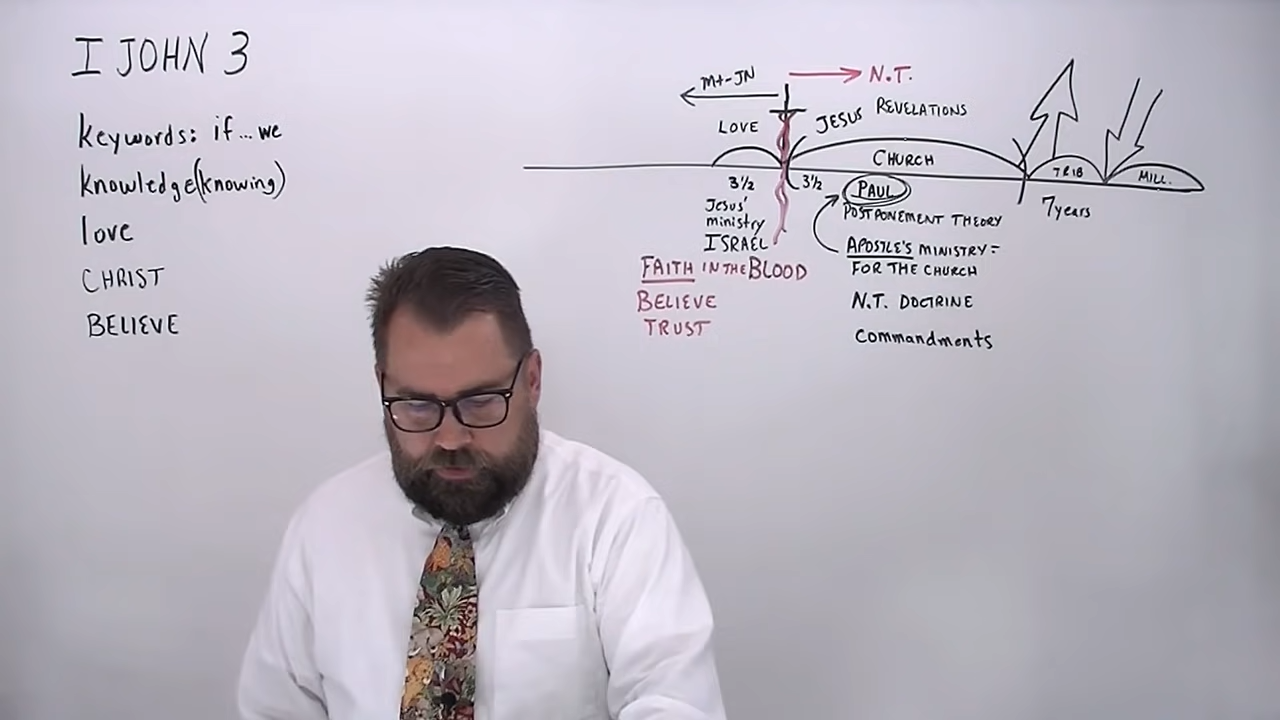 I JOHN 3
keywords: if...we
knowledge(knowing)
love
CHRIST
BELIEVE
Mt-JN
N.T.
LOVE
JESUS REVELATIONS
CHURCH
TRIB
MILL.
3½
3½
PAUL
7years
Jesus'
ministry
ISRAEL
POSTPONEMENT THEORY
APOSTLE'S MINISTRY =
FOR THE CHURCH
N.T. DOCTRINE
Commandments
FAITH IN THE BLOOD
BELIEVE
TRUST